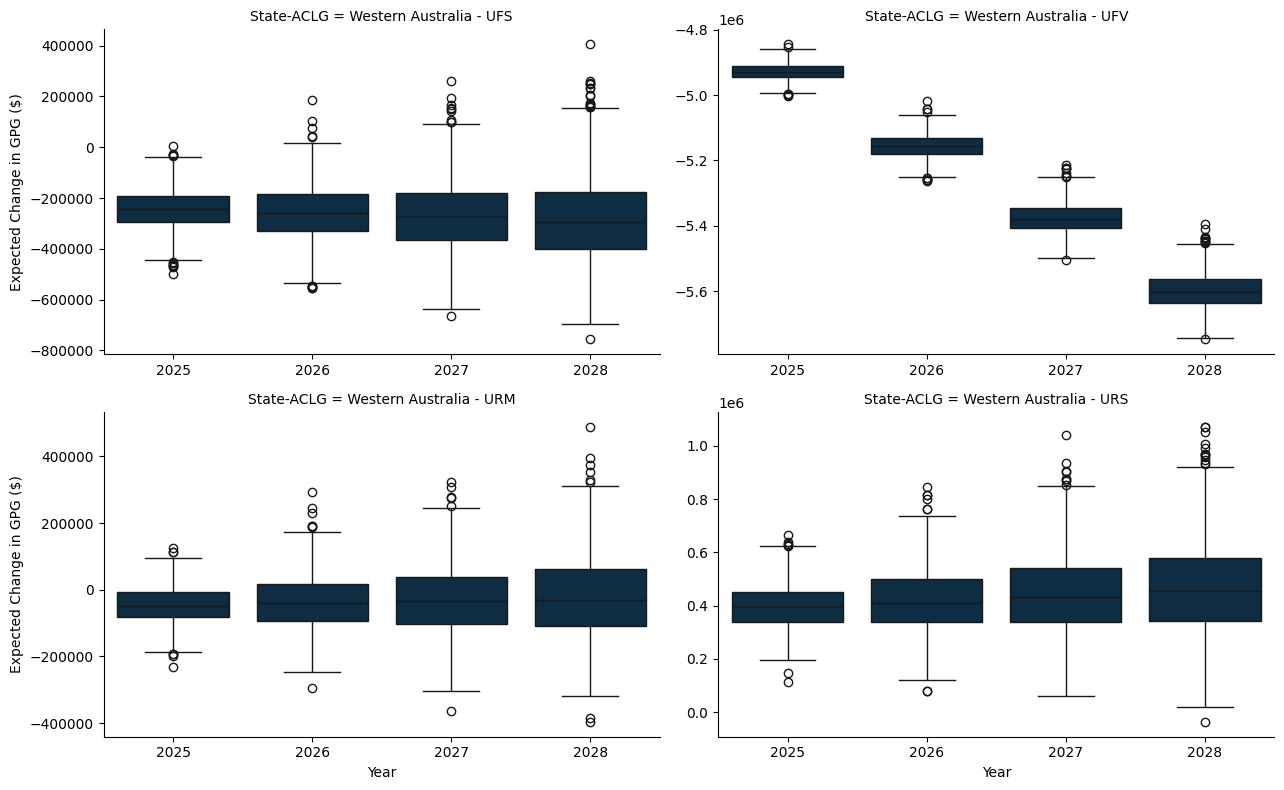 State-ACLG = Western Australia - UFS
Expected Change in GPG ($)
400000
200000
0
−200000
−400000
−600000
−800000
2025 2026 2027 2028
State-ACLG = Western Australia - UFV
1e6
−4.8
−5.0
−5.2
−5.4
−5.6
2025 2026 2027 2028
State-ACLG = Western Australia - URM
Expected Change in GPG ($)
400000
200000
0
−200000
−400000
2025 2026 2027 2028
Year
State-ACLG = Western Australia - URS
1e6
1.0
0.8
0.6
0.4
0.2
0.0
2025 2026 2027 2028
Year